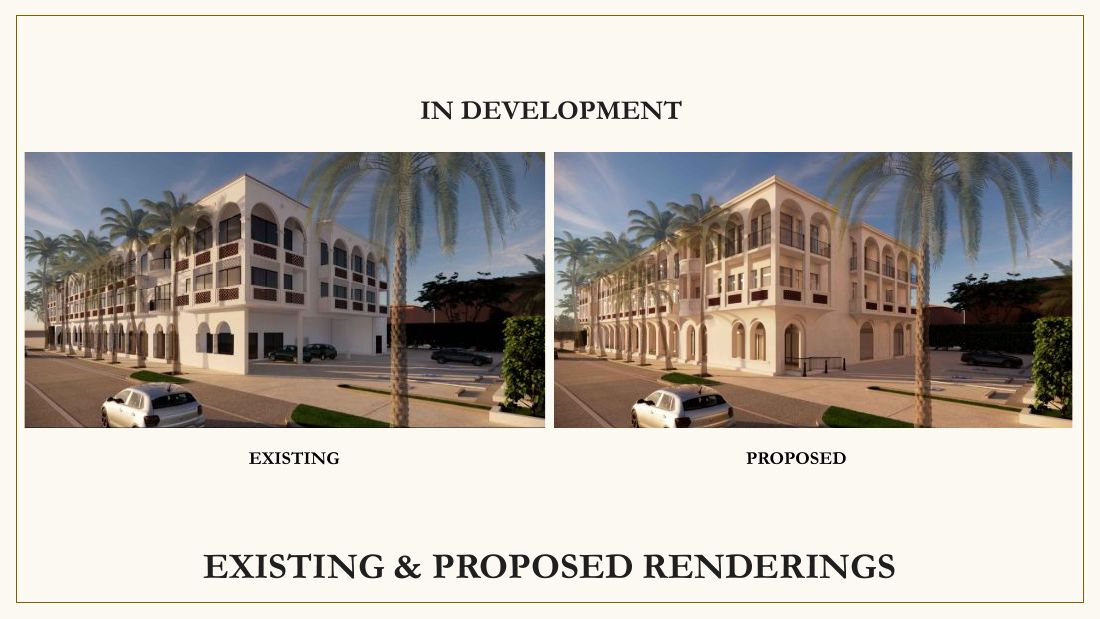 IN DEVELOPMENT
EXISTING
PROPOSED
EXISTING & PROPOSED RENDERINGS